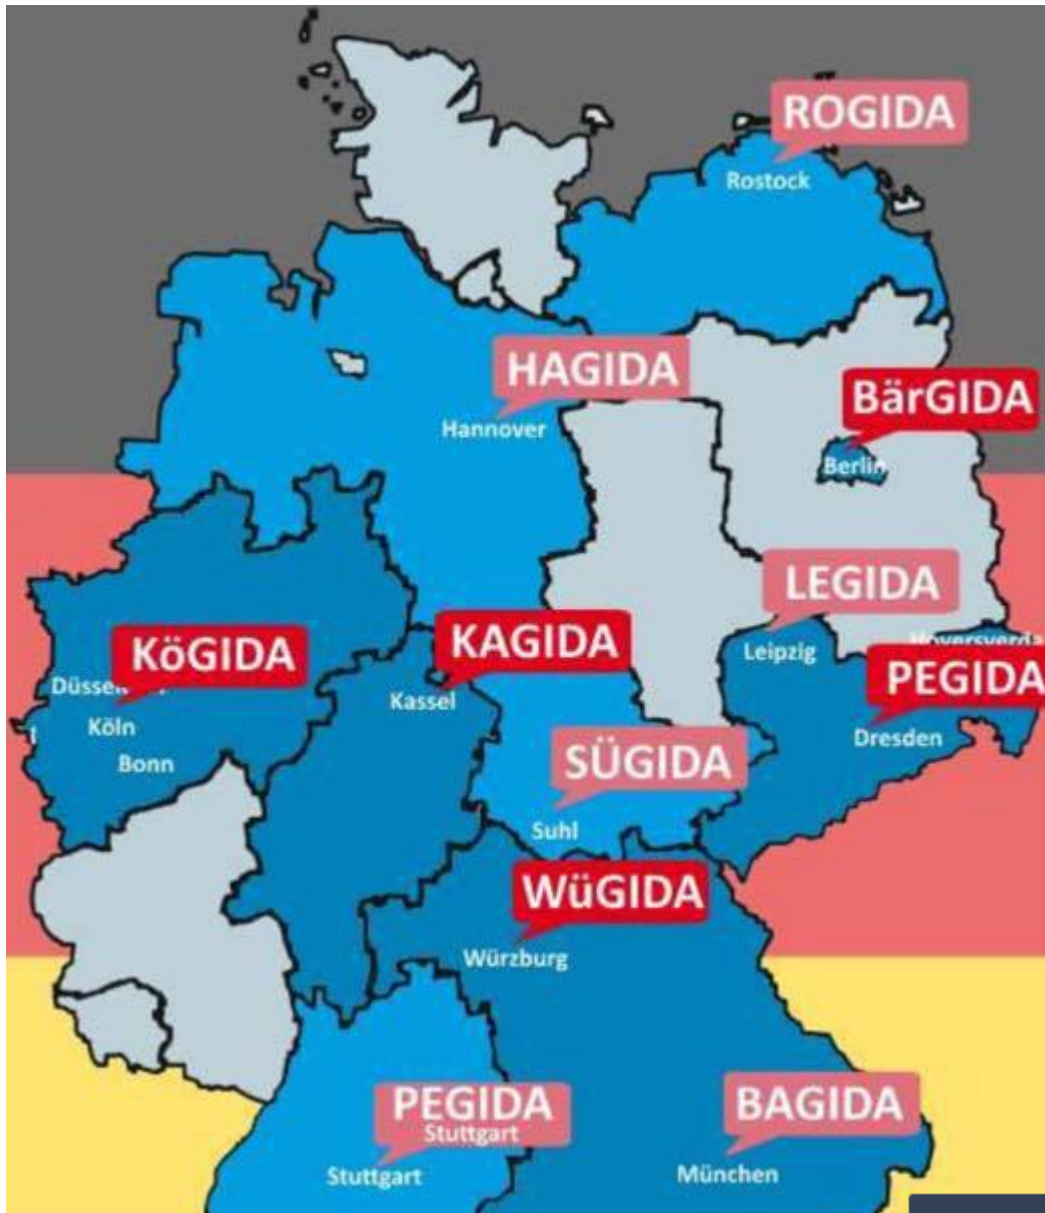 ROGIDA
Rostock
HAGIDA
Hannover
BärGIDA
Berlin
LEGIDA
Leipzig
Hoyersverda
KöGIDA
KAGIDA
PEGIDA
Kassel
Köln
Bonn
Dresden
SÜGIDA
Suhl
WüGIDA
Würzburg
PEGIDA
Stuttgart
Stuttgart
BAGIDA
München